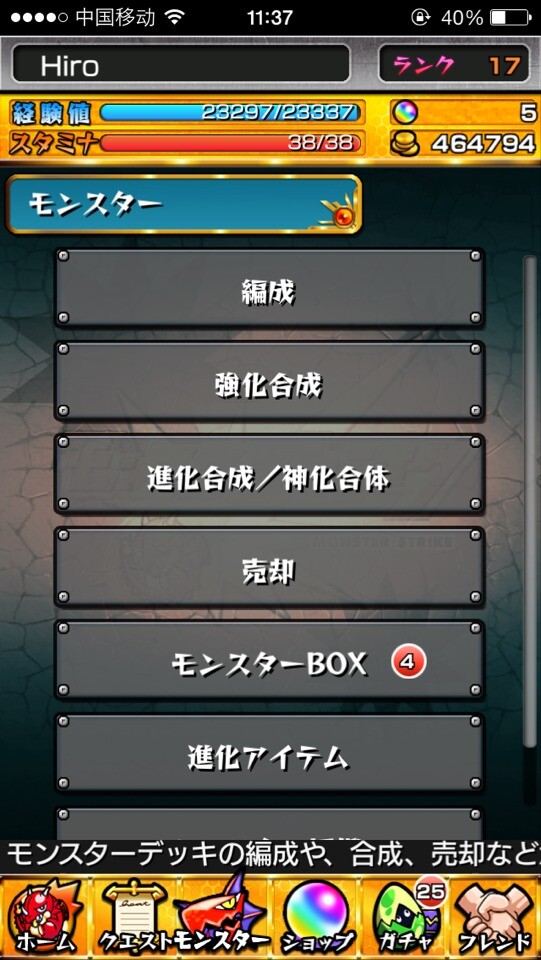 中国移动 11:37 40%
Hiro ランク 17
経験値 23297/23337 5
スタミナ 38/38 464794
モンスター
編成
強化合成
進化合成／神化合体
売却
モンスターBOX 4
進化アイテム
モンスターデッキの編成や、合成、売却など
25
ホーム クエスト モンスター ショップ ガチャ フレンド